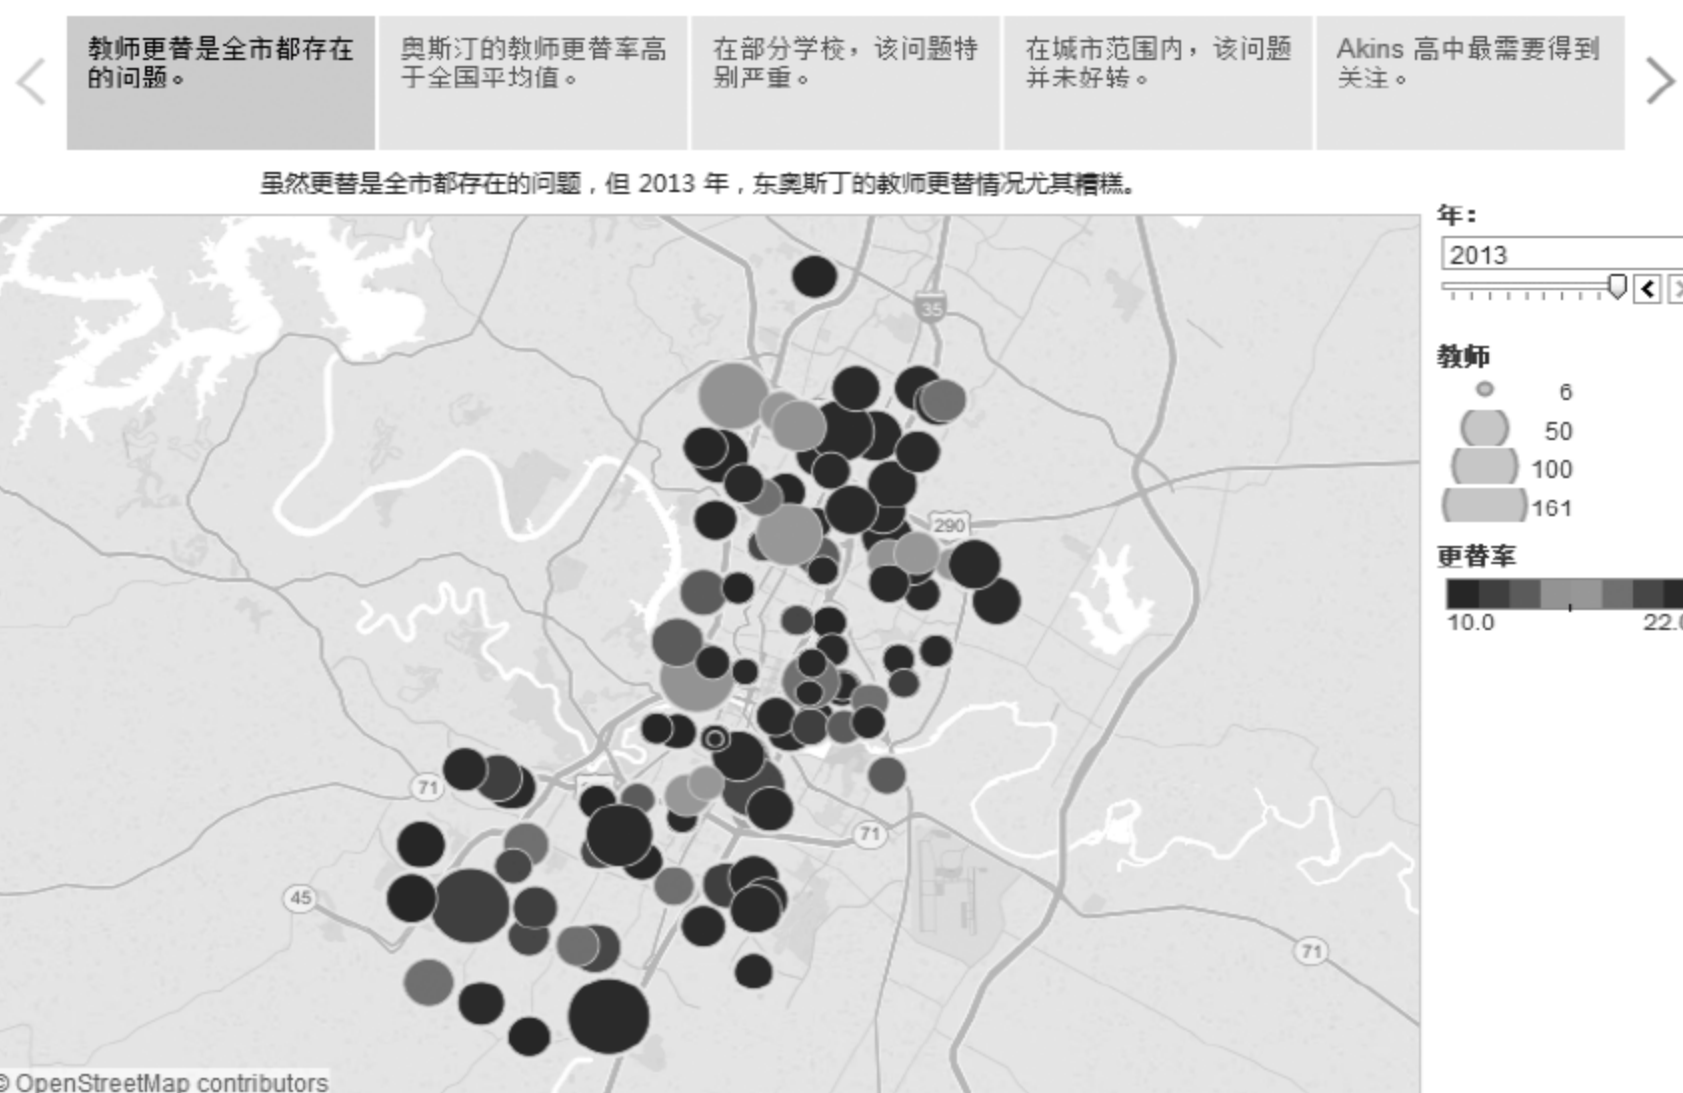 教师更替是全市都存在
的问题。
奥斯汀的教师更替率高
于全国平均值。
在部分学校，该问题特
别严重。
在城市范围内，该问题
并未好转。
Akins 高中最需要得到
关注。
虽然更替是全市都存在的问题，但 2013 年，东奥斯丁的教师更替情况尤其糟糕。
年：
2013
教师
6
50
100
161
更替率
10.0
22.
35
290
71
71
45
71
© OpenStreetMap contributors